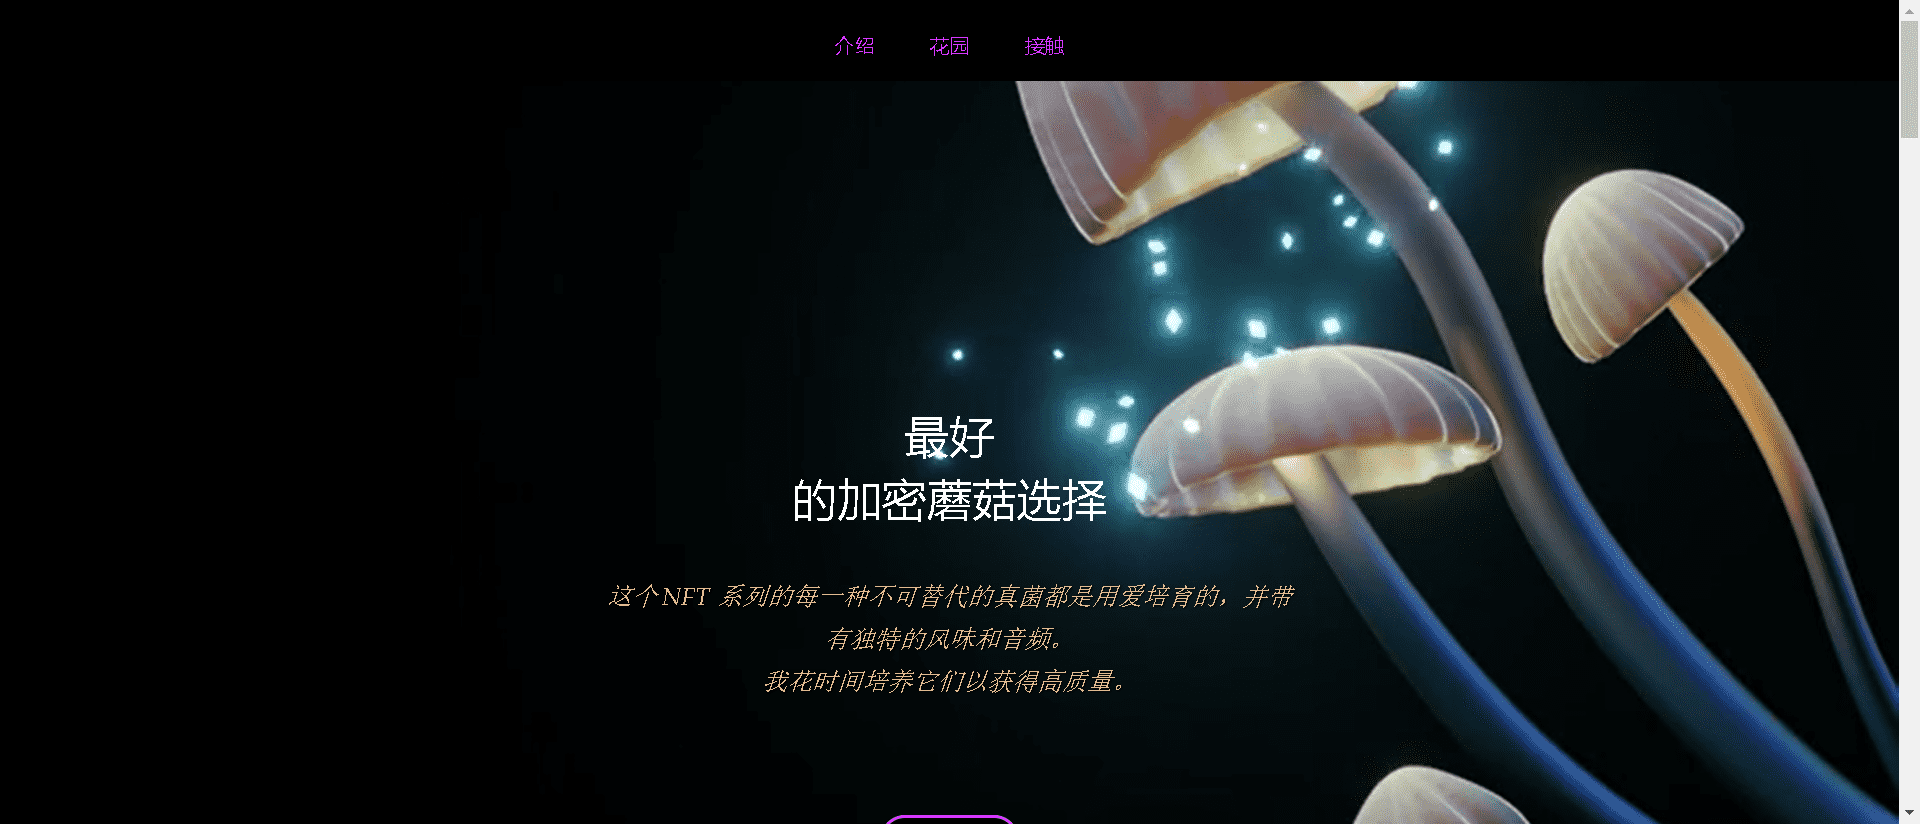 介绍 花园 接触
最好
的加密蘑菇选择
这个 NFT 系列的每一种不可替代的真菌都是用爱培育的，并带
有独特的风味和音频。
我花时间培养它们以获得高质量。